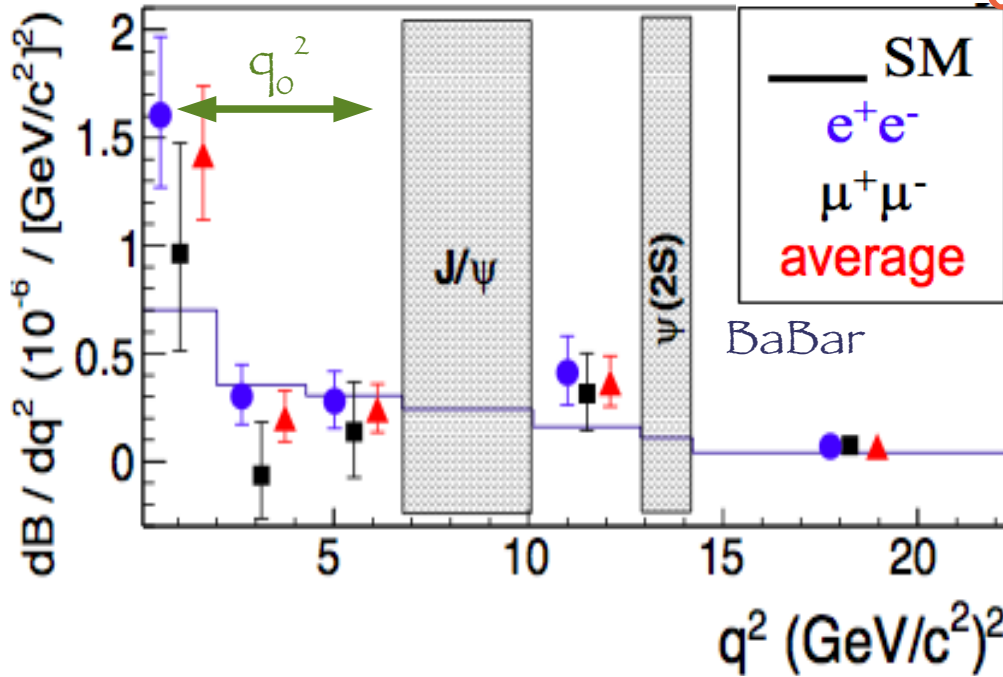 dB / dq² (10⁻⁶ / [GeV/c²]²)
2
1.5
1
0.5
0
q₀²
J/ψ
ψ(2S)
SM
e⁺e⁻
μ⁺μ⁻
average
BaBar
5
10
15
20
q² (GeV/c²)²